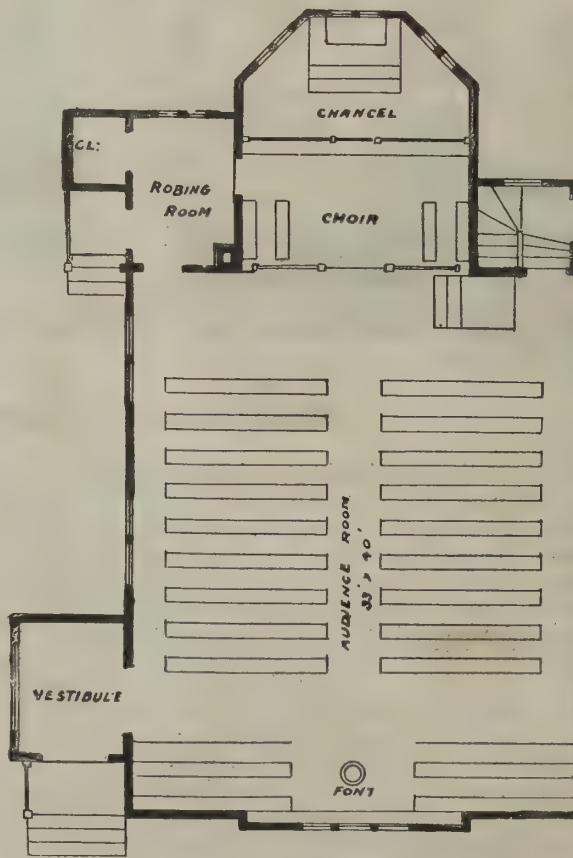 CHANCEL
CL:
ROBING
ROOM
CHOIR
AUDIENCE ROOM
33' x 40'
VESTIBULE
FONT